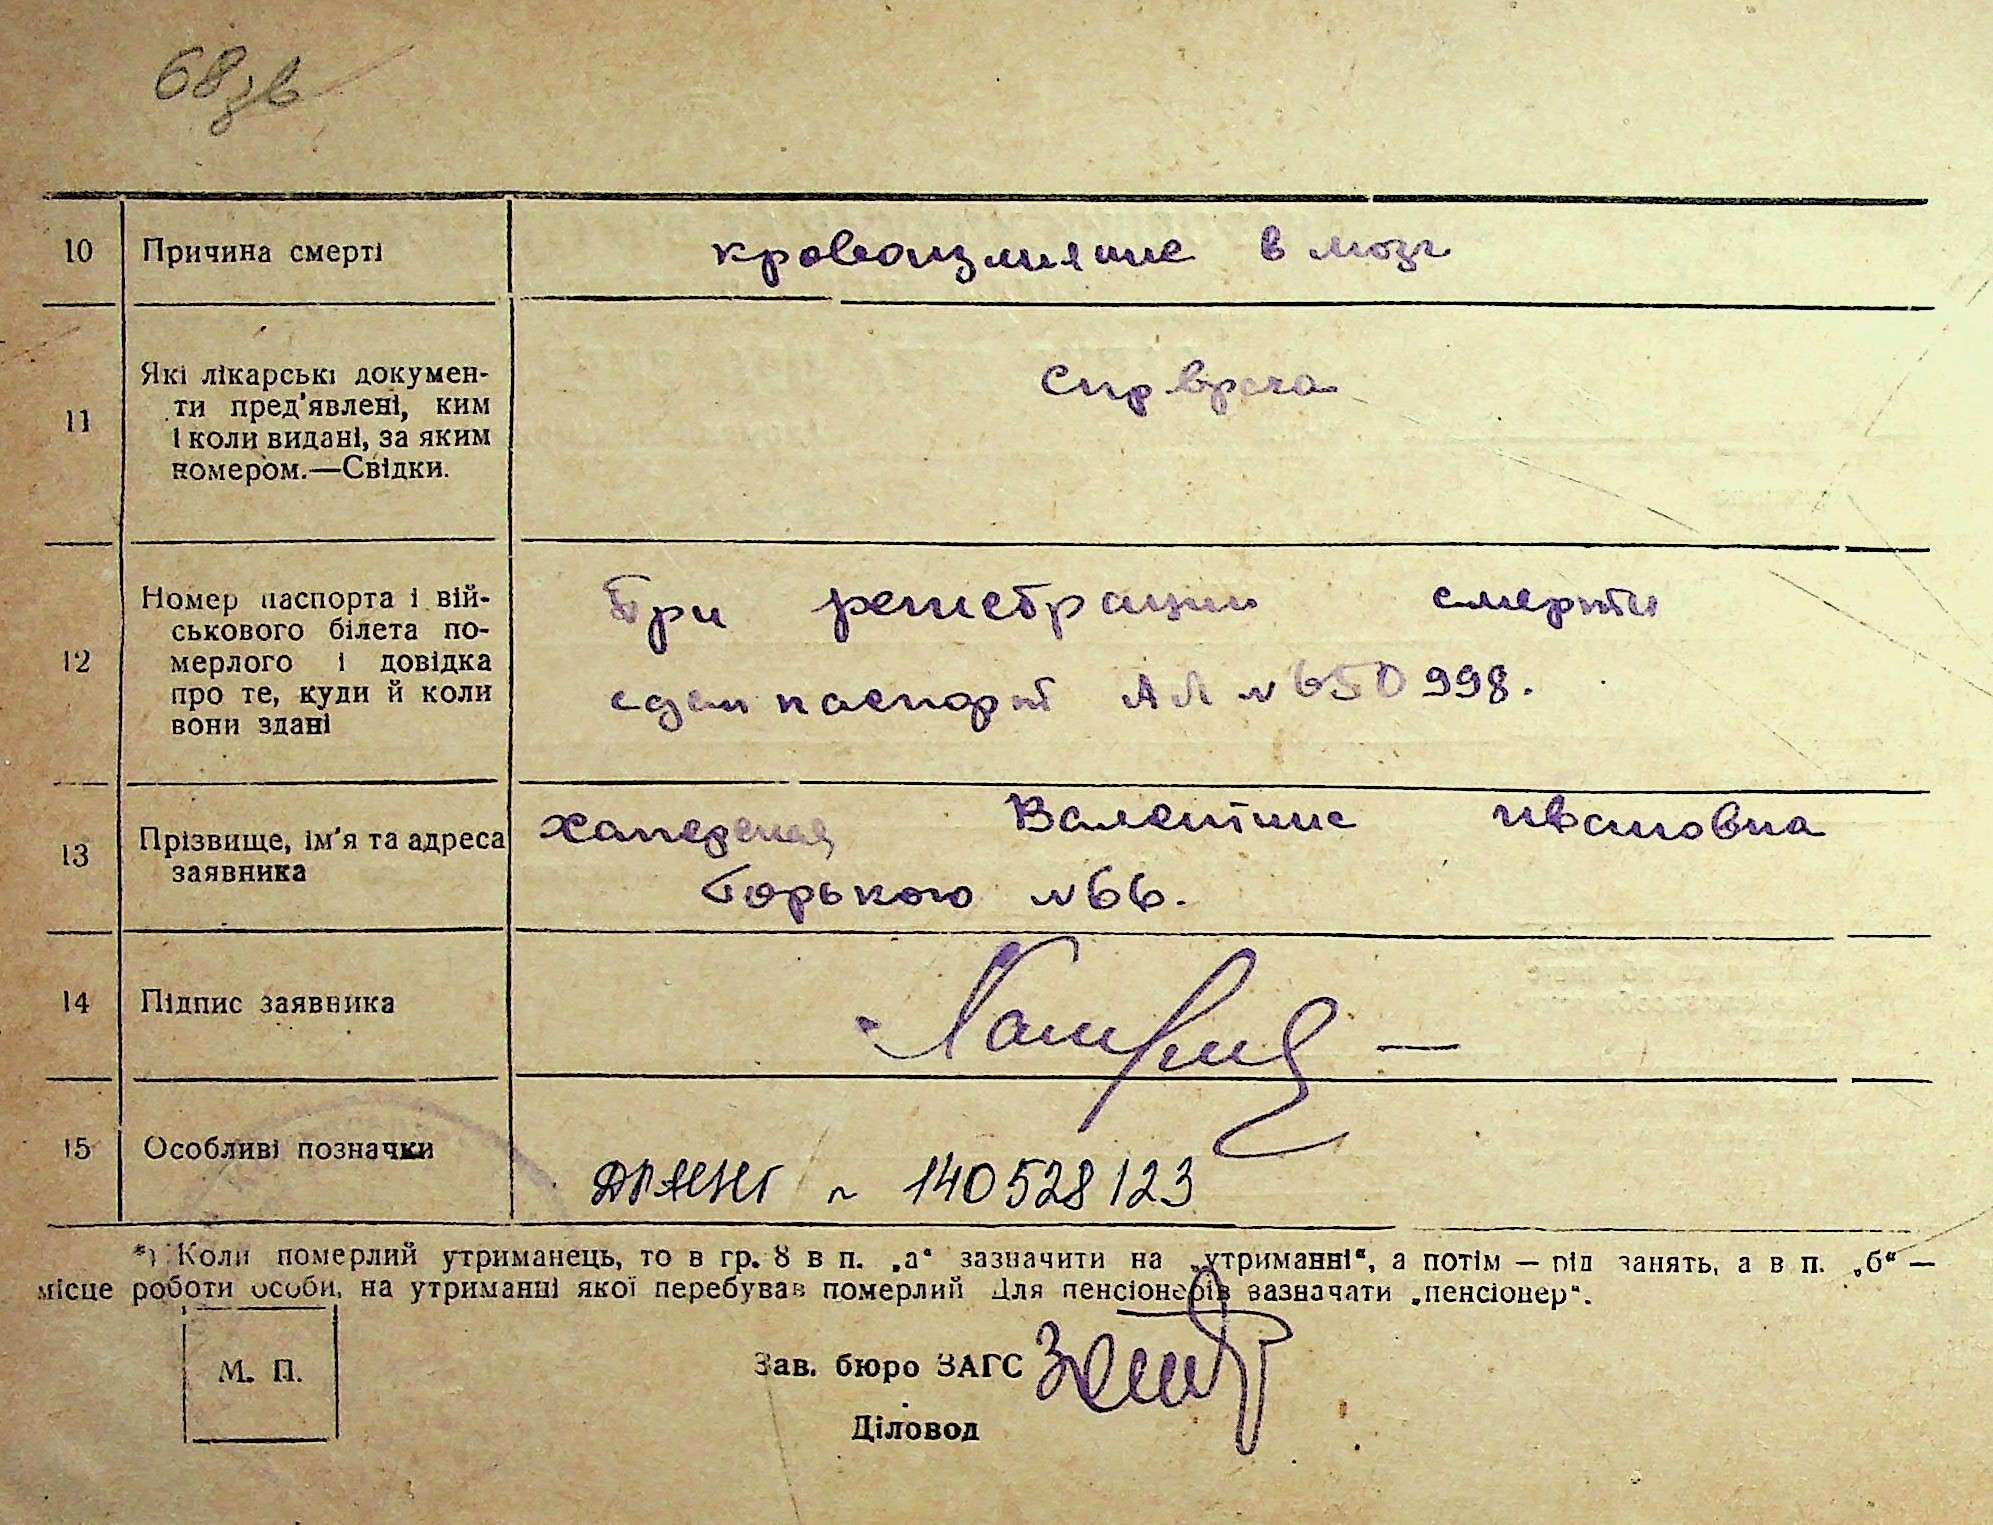 68зв
10 Причина смерті
кровоизлияние в мозг
11 Які лікарські докумен-
ти пред'явлені, ким
і коли видані, за яким
номером.—Свідки.
спр врача
12 Номер паспорта і вій-
ськового білета по-
мерлого і довідка
про те, куди й коли
вони здані
При регистрации смерти
сдан паспорт АЛ № 650998.
13 Прізвище, ім'я та адреса
заявника
Валентина ивановна
Горького №66.
14 Підпис заявника
15 Особливі позначки
№ 140528123
*) Коли померлий утриманець, то в гр. 8 в п. „а“ зазначити на „утриманні“, а потім — рід занять, а в п. „б“ —
місце роботи особи, на утриманні якої перебував померлий Для пенсіонерів зазначати „пенсіонер“.
М. П.
Зав. бюро ЗАГС
Діловод